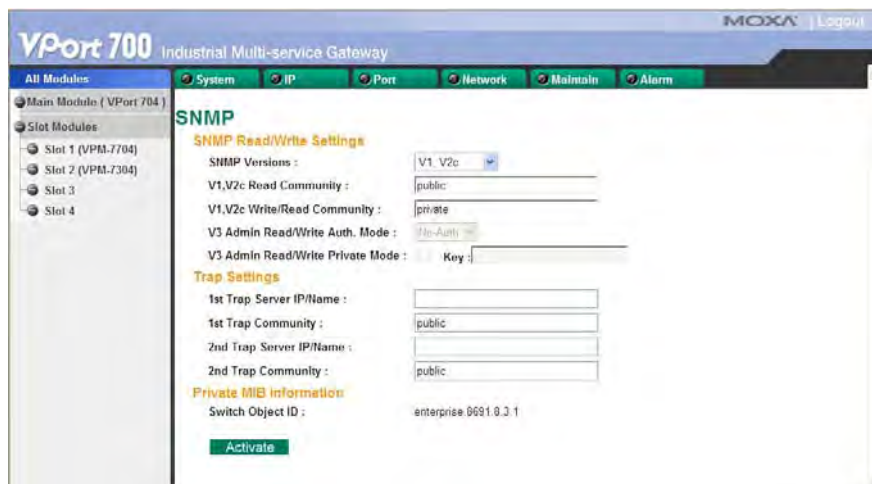 MOXA | Logout
VPort 700 Industrial Multi-service Gateway
All Modules
System IP Port Network Maintain Alarm
Main Module ( VPort 704 )
Slot Modules
Slot 1 (VPM-7704)
Slot 2 (VPM-7304)
Slot 3
Slot 4
SNMP
SNMP Read/Write Settings
SNMP Versions : V1, V2c
V1,V2c Read Community : public
V1,V2c Write/Read Community : private
V3 Admin Read/Write Auth. Mode : No-Auth
V3 Admin Read/Write Private Mode : Key :
Trap Settings
1st Trap Server IP/Name :
1st Trap Community : public
2nd Trap Server IP/Name :
2nd Trap Community : public
Private MIB information
Switch Object ID : enterprise.8691.8.3.1
Activate